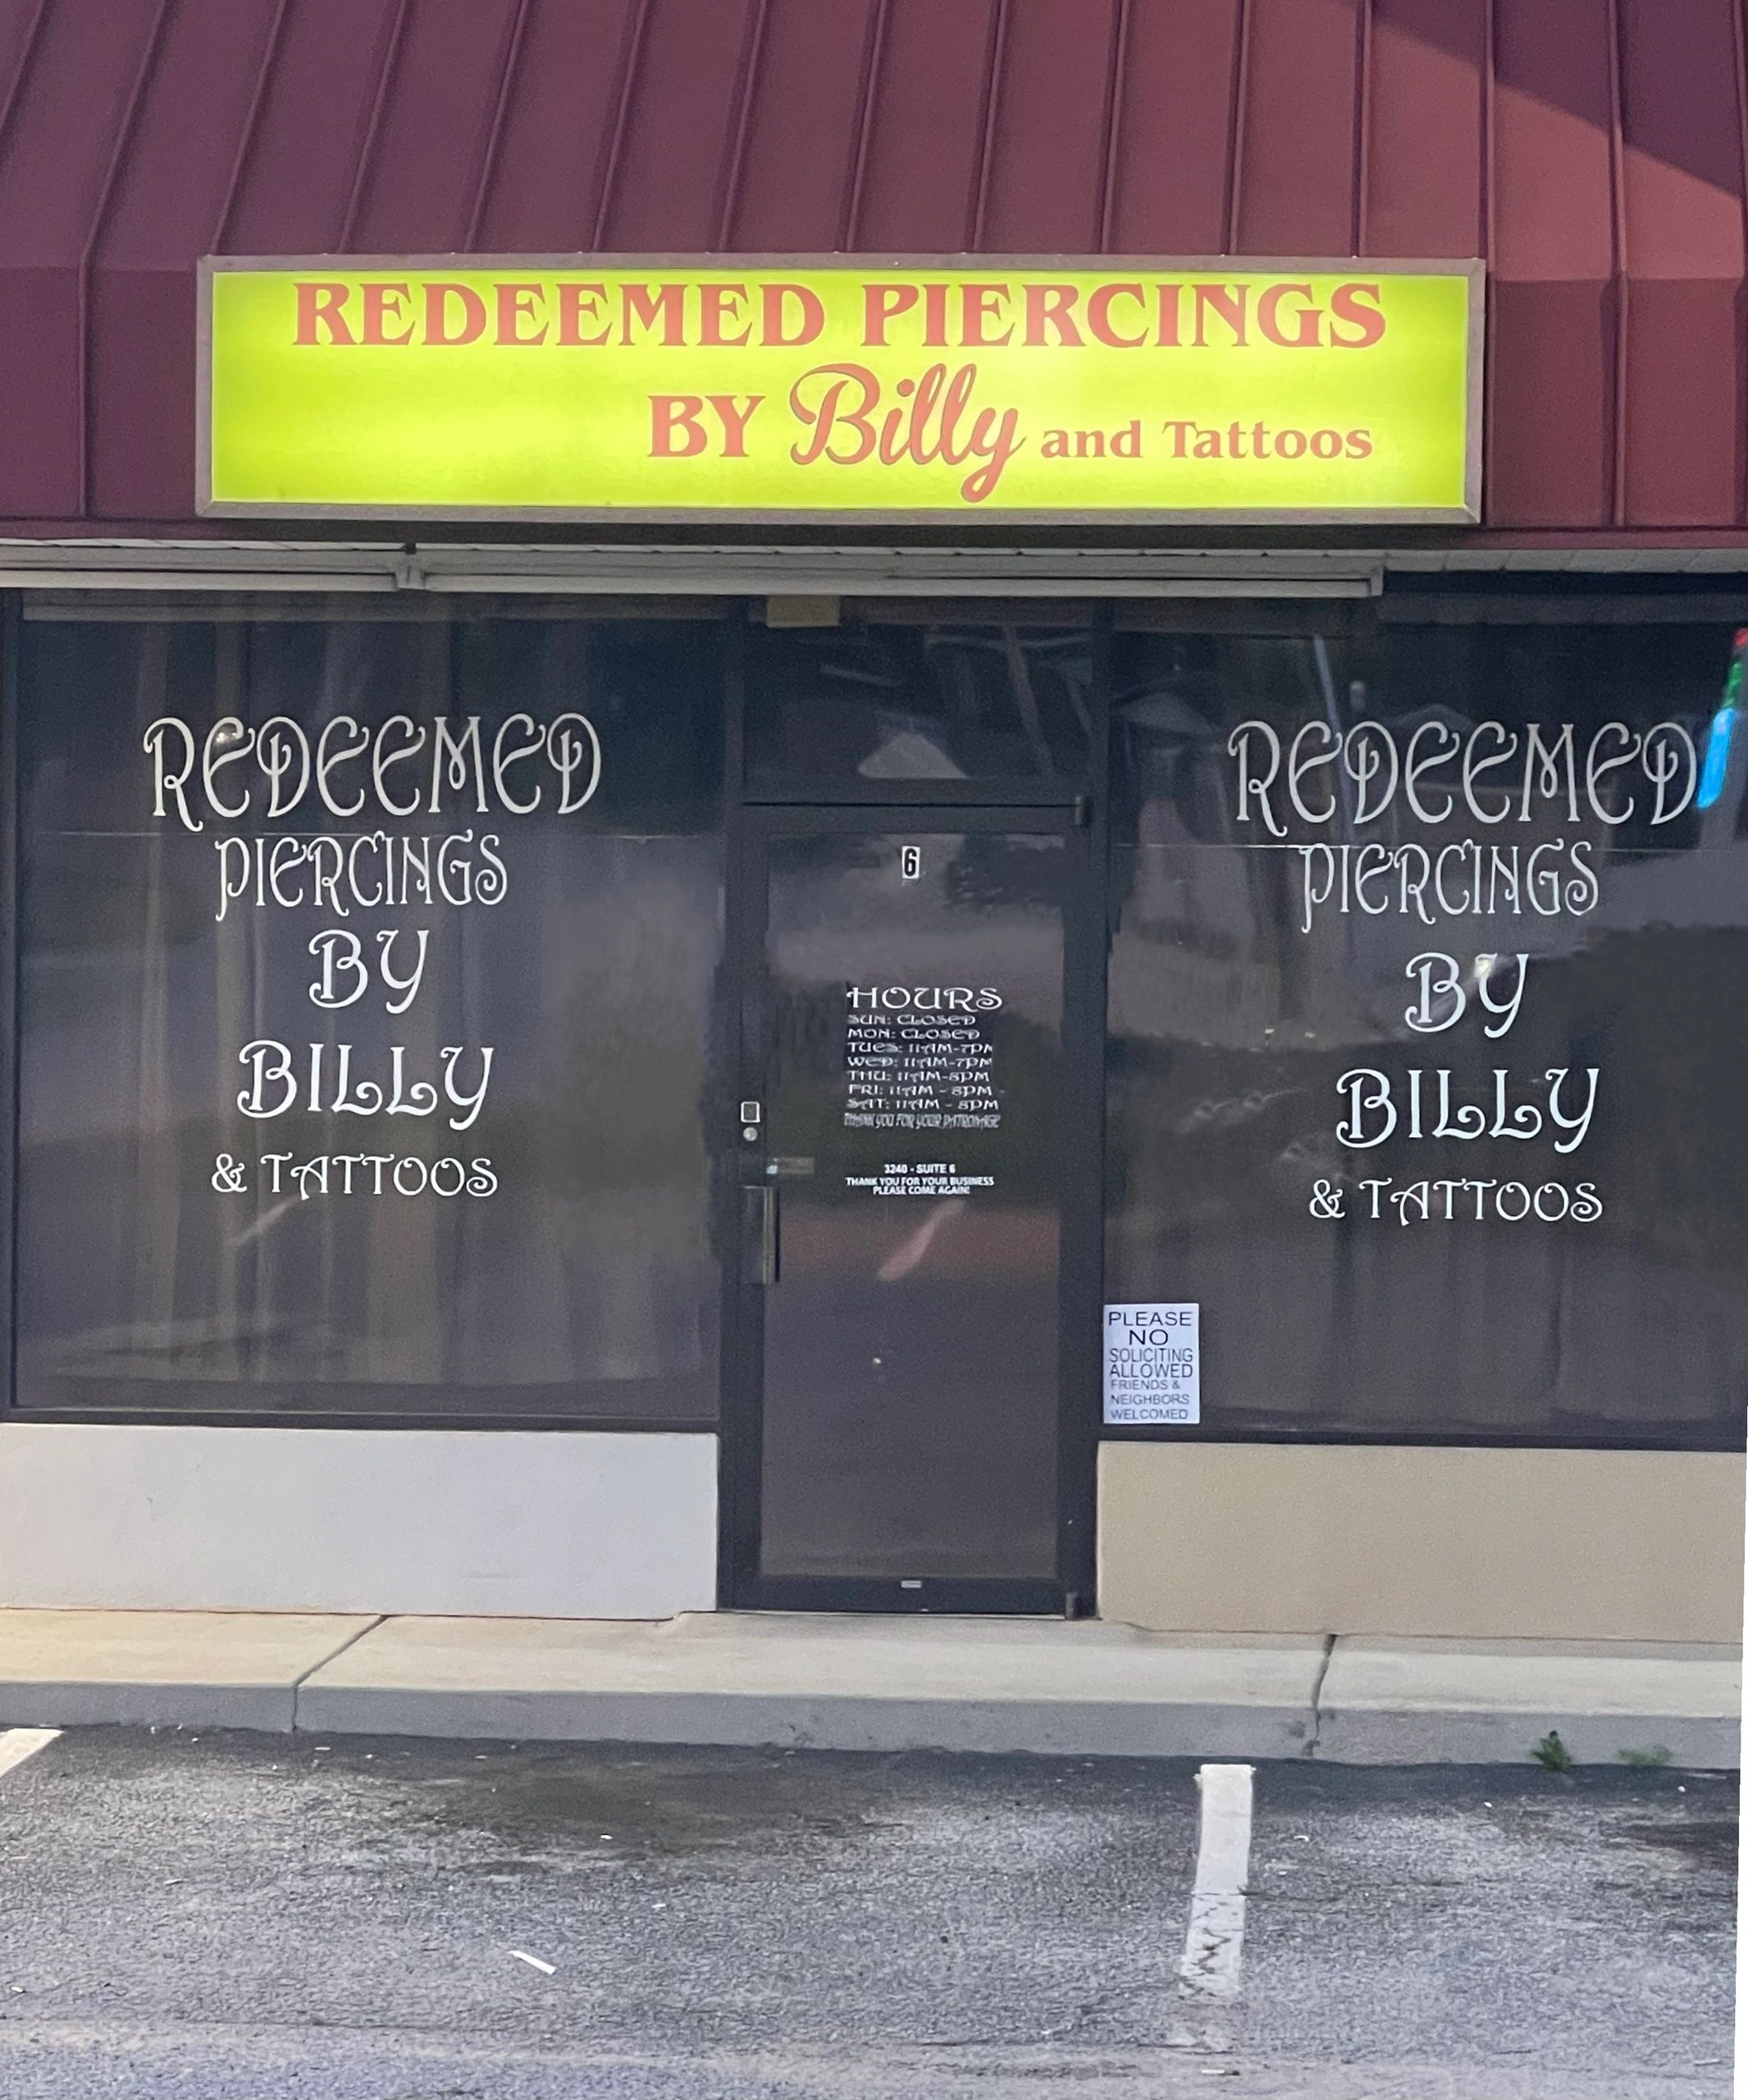 REDEEMED PIERCINGS
BY Billy and Tattoos
REDEEMED
PIERCINGS
BY
BILLY
& TATTOOS
6
HOURS
SUN: CLOSED
MON: CLOSED
TUES: 11AM-7PM
WED: 11AM-7PM
THU: 11AM-8PM
FRI: 11AM - 8PM
SAT: 11AM - 8PM
THANK YOU FOR YOUR PATRONAGE
3240 - SUITE 6
THANK YOU FOR YOUR BUSINESS
PLEASE COME AGAIN!
REDEEMED
PIERCINGS
BY
BILLY
& TATTOOS
PLEASE
NO
SOLICITING
ALLOWED
FRIENDS &
NEIGHBORS
WELCOMED